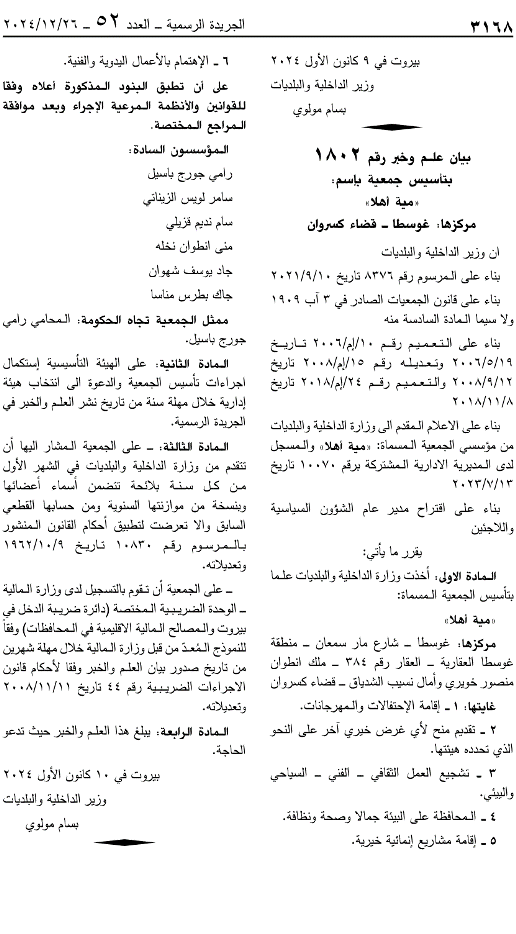 ٣١٦٨
الجريدة الرسمية ـ العدد ٥٢ ـ ٢٠٢٤/١٢/٢٦
بيروت في ٩ كانون الأول ٢٠٢٤
وزير الداخلية والبلديات
بسام مولوي
بيان علم وخبر رقم ١٨٠٢
بتأسيس جمعية بإسم:
«مية أهلا»
مركزها: غوسطا ـ قضاء كسروان
ان وزير الداخلية والبلديات
بناء على المرسوم رقم ٨٣٧٦ تاريخ ٢٠٢١/٩/١٠
بناء على قانون الجمعيات الصادر في ٣ آب ١٩٠٩
ولا سيما المادة السادسة منه
بناء على التعميم رقم ١٠/إم/٢٠٠٦ تاريخ
٢٠٠٦/٥/١٩ وتعديله رقم ١٥/إم/٢٠٠٨ تاريخ
٢٠٠٨/٩/١٢ والتعميم رقم ٢٤/إم/٢٠١٨ تاريخ
٢٠١٨/١١/٨
بناء على الاعلام المقدم الى وزارة الداخلية والبلديات
من مؤسسي الجمعية المسماة: «مية أهلا» والمسجل
لدى المديرية الادارية المشتركة برقم ١٠٠٧٠ تاريخ
٢٠٢٣/٧/١٣
بناء على اقتراح مدير عام الشؤون السياسية
واللاجئين
يقرر ما يأتي:
المادة الاولى: أخذت وزارة الداخلية والبلديات علما
بتأسيس الجمعية المسماة:
«مية أهلا»
مركزها: غوسطا ـ شارع مار سمعان ـ منطقة
غوسطا العقارية ـ العقار رقم ٣٨٤ ـ ملك انطوان
منصور خويري وأمال نسيب الشدياق ـ قضاء كسروان
غايتها: ١ ـ إقامة الإحتفالات والمهرجانات.
٢ ـ تقديم منح لأي غرض خيري آخر على النحو
الذي تحدده هيئتها.
٣ ـ تشجيع العمل الثقافي ـ الفني ـ السياحي
والبيئي.
٤ ـ المحافظة على البيئة جمالا وصحة ونظافة.
٥ ـ إقامة مشاريع إنمائية خيرية.
٦ ـ الإهتمام بالأعمال اليدوية والفنية.
على أن تطبق البنود المذكورة أعلاه وفقا
للقوانين والأنظمة المرعية الإجراء وبعد موافقة
المراجع المختصة.
المؤسسون السادة:
رامي جورج باسيل
سامر لويس الزيناتي
سام نديم قزيلي
منى انطوان نخله
جاد يوسف شهوان
جاك بطرس مناسا
ممثل الجمعية تجاه الحكومة: المحامي رامي
جورج باسيل.
المادة الثانية: على الهيئة التأسيسية إستكمال
اجراءات تأسيس الجمعية والدعوة الى انتخاب هيئة
إدارية خلال مهلة سنة من تاريخ نشر العلم والخبر في
الجريدة الرسمية.
المادة الثالثة: ـ على الجمعية المشار اليها أن
تتقدم من وزارة الداخلية والبلديات في الشهر الأول
من كل سنة بلائحة تتضمن أسماء أعضائها
وبنسخة من موازنتها السنوية ومن حسابها القطعي
السابق والا تعرضت لتطبيق أحكام القانون المنشور
بالمرسوم رقم ١٠٨٣٠ تاريخ ١٩٦٢/١٠/٩
وتعديلاته.
ـ على الجمعية أن تقوم بالتسجيل لدى وزارة المالية
ـ الوحدة الضريبية المختصة (دائرة ضريبة الدخل في
بيروت والمصالح المالية الاقليمية في المحافظات) وفقا
للنموذج المُعدّ من قبل وزارة المالية خلال مهلة شهرين
من تاريخ صدور بيان العلم والخبر وفقا لأحكام قانون
الاجراءات الضريبية رقم ٤٤ تاريخ ٢٠٠٨/١١/١١
وتعديلاته.
المادة الرابعة: يبلغ هذا العلم والخبر حيث تدعو
الحاجة.
بيروت في ١٠ كانون الأول ٢٠٢٤
وزير الداخلية والبلديات
بسام مولوي